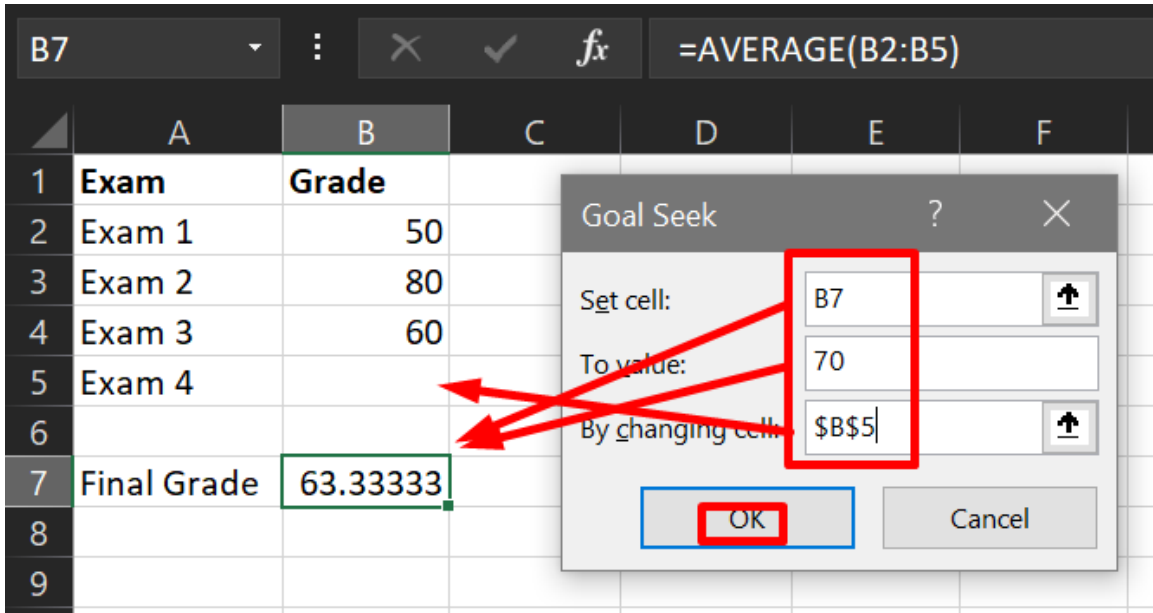 B7 fx =AVERAGE(B2:B5)
A B C D E F
1 Exam Grade
2 Exam 1 50
3 Exam 2 80
4 Exam 3 60
5 Exam 4
6
7 Final Grade 63.33333
8
9
Goal Seek ?
Set cell: B7
To value: 70
By changing cell: $B$5
OK Cancel